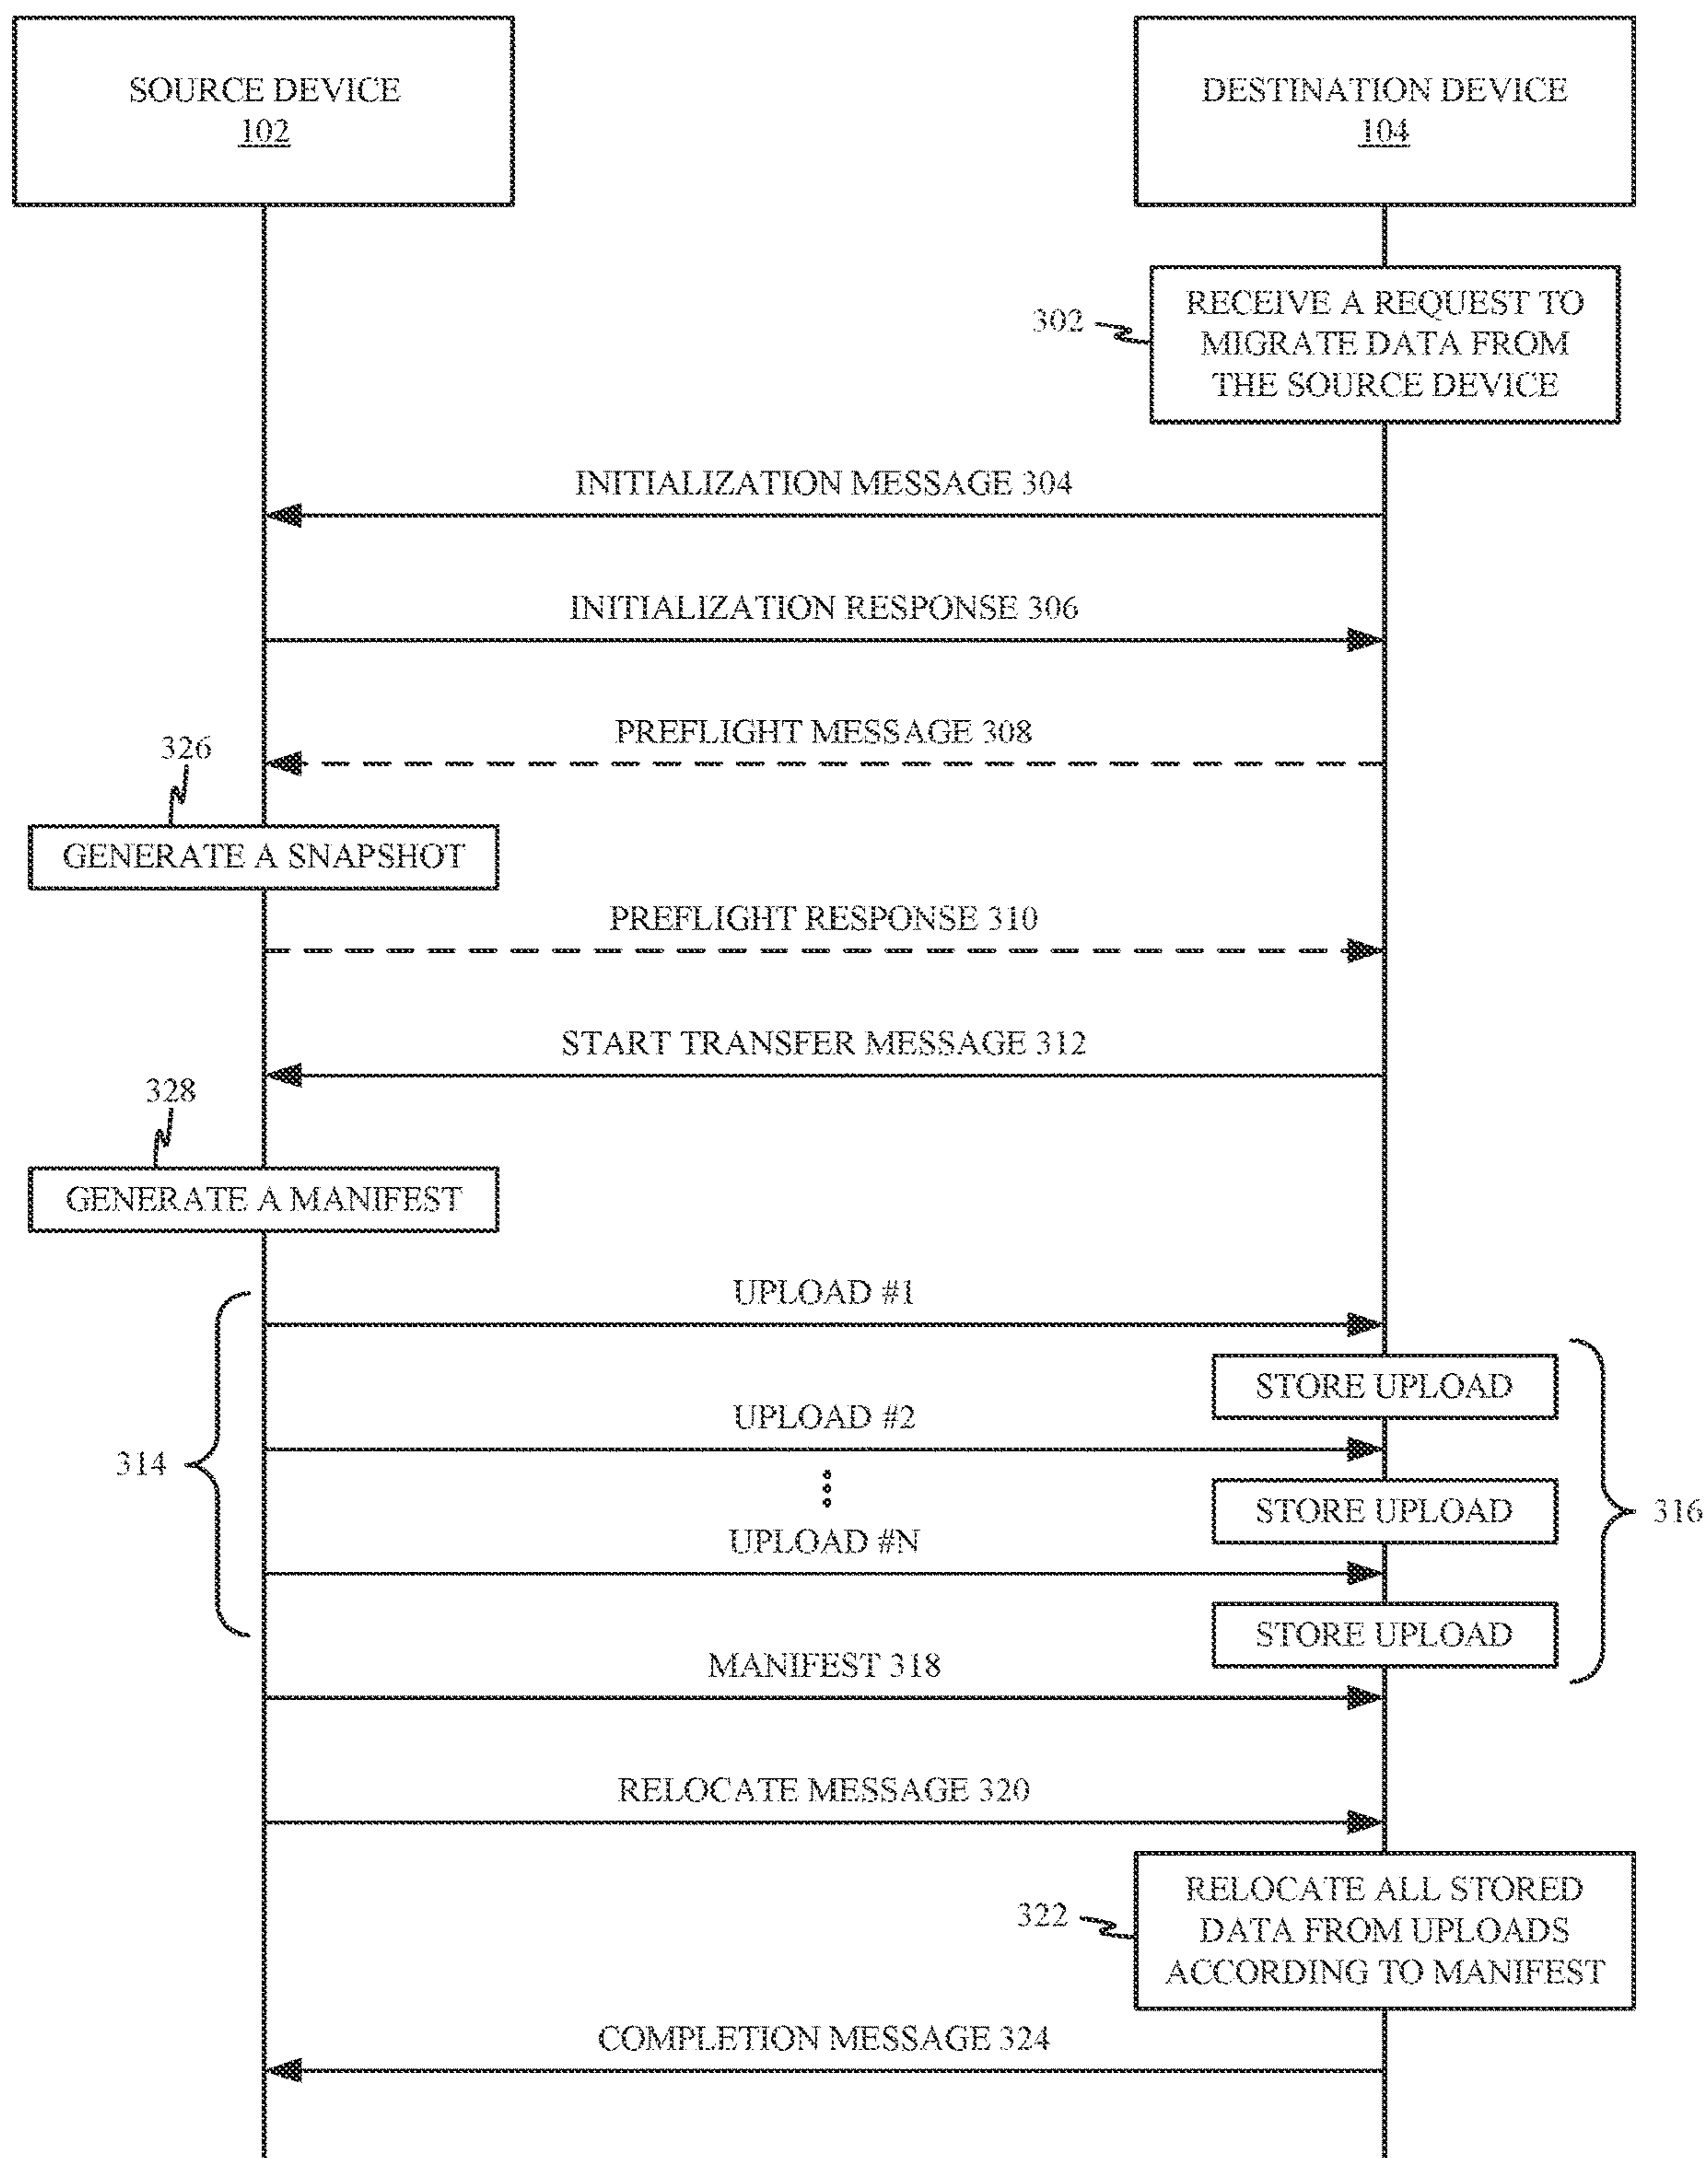 SOURCE DEVICE
102
DESTINATION DEVICE
104
302
RECEIVE A REQUEST TO
MIGRATE DATA FROM
THE SOURCE DEVICE
INITIALIZATION MESSAGE 304
INITIALIZATION RESPONSE 306
PREFLIGHT MESSAGE 308
326
GENERATE A SNAPSHOT
PREFLIGHT RESPONSE 310
START TRANSFER MESSAGE 312
328
GENERATE A MANIFEST
UPLOAD #1
STORE UPLOAD
UPLOAD #2
314
STORE UPLOAD
316
UPLOAD #N
STORE UPLOAD
MANIFEST 318
RELOCATE MESSAGE 320
322
RELOCATE ALL STORED
DATA FROM UPLOADS
ACCORDING TO MANIFEST
COMPLETION MESSAGE 324